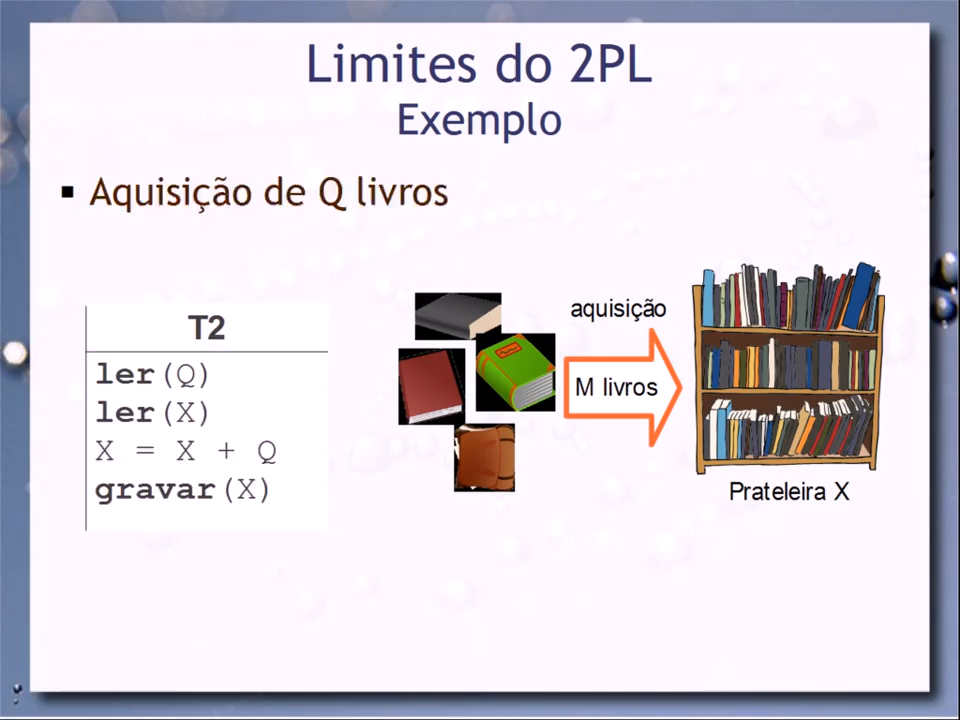 Limites do 2PL
Exemplo
▪ Aquisição de Q livros
T2
ler(Q)
ler(X)
X = X + Q
gravar(X)
aquisição
M livros
Prateleira X